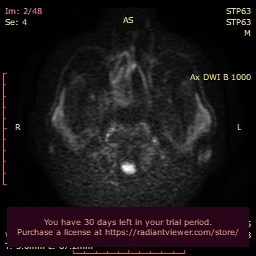 Im: 2/48
Se: 4
AS
STP63
STP63
M
Ax DWI B 1000
R
L
You have 30 days left in your trial period.
Purchase a license at https://radiantviewer.com/store/